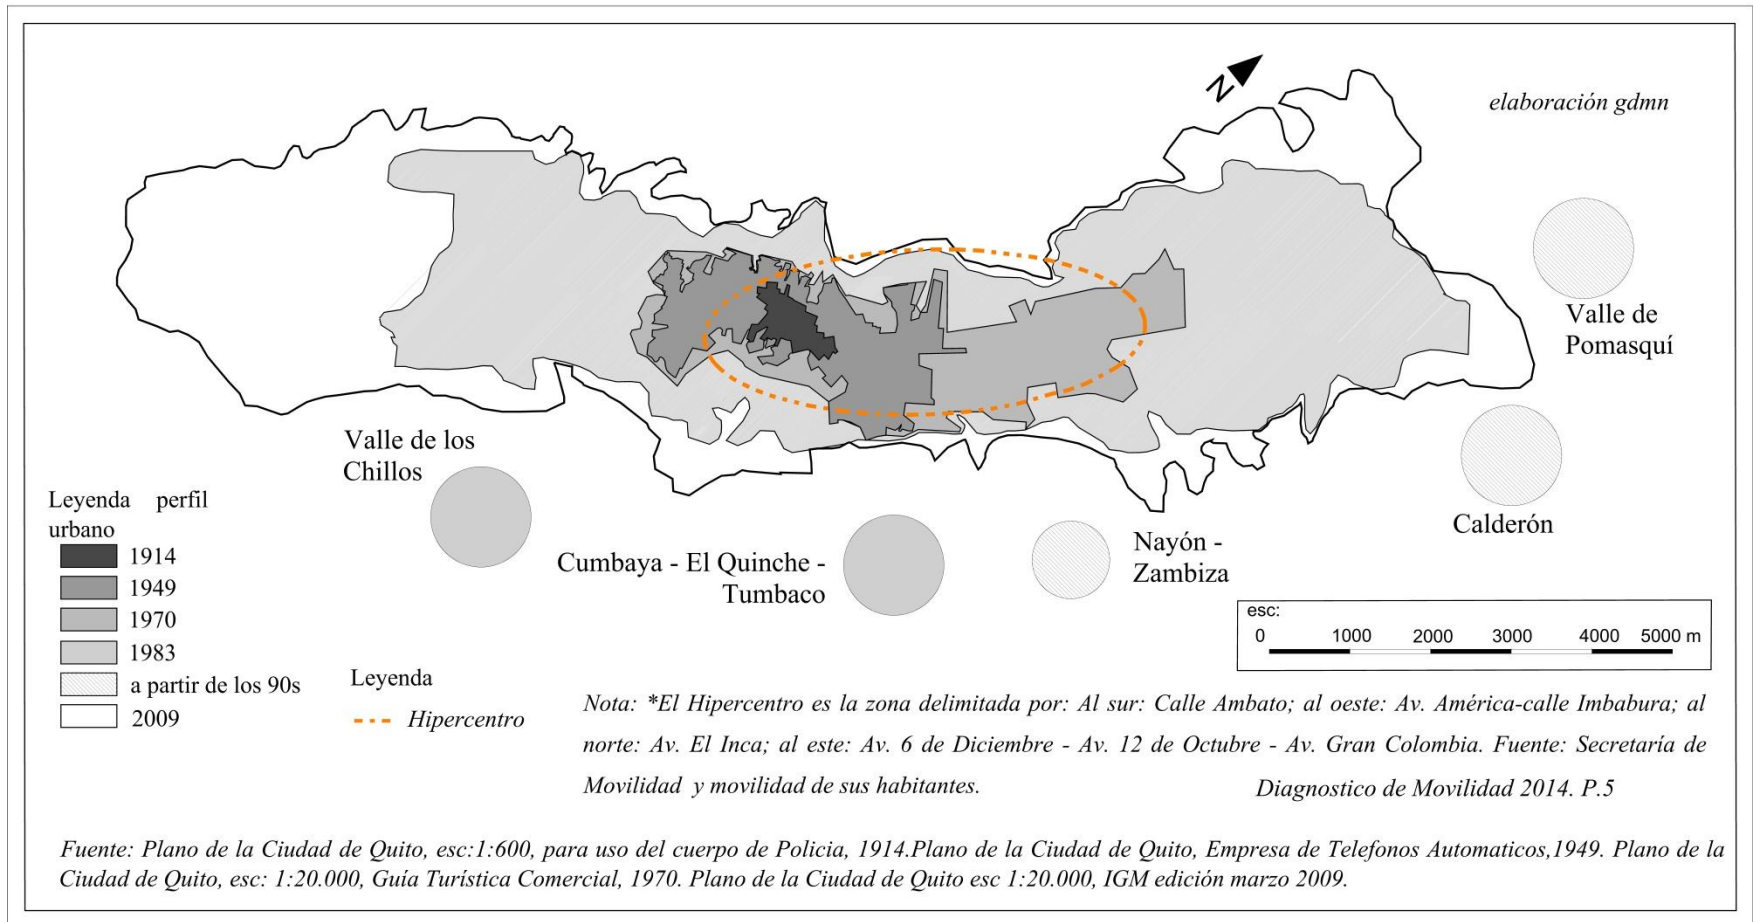 N
elaboración gdmn
Valle de
Pomasquí
Valle de los
Chillos
Calderón
Cumbaya - El Quinche -
Tumbaco
Nayón -
Zambiza
Leyenda perfil
urbano
1914
1949
1970
1983
a partir de los 90s
2009
Leyenda
Hipercentro
esc:
0 1000 2000 3000 4000 5000 m
Nota: *El Hipercentro es la zona delimitada por: Al sur: Calle Ambato; al oeste: Av. América-calle Imbabura; al
norte: Av. El Inca; al este: Av. 6 de Diciembre - Av. 12 de Octubre - Av. Gran Colombia. Fuente: Secretaría de
Movilidad y movilidad de sus habitantes. Diagnostico de Movilidad 2014. P.5
Fuente: Plano de la Ciudad de Quito, esc:1:600, para uso del cuerpo de Policia, 1914.Plano de la Ciudad de Quito, Empresa de Telefonos Automaticos,1949. Plano de la
Ciudad de Quito, esc: 1:20.000, Guía Turística Comercial, 1970. Plano de la Ciudad de Quito esc 1:20.000, IGM edición marzo 2009.